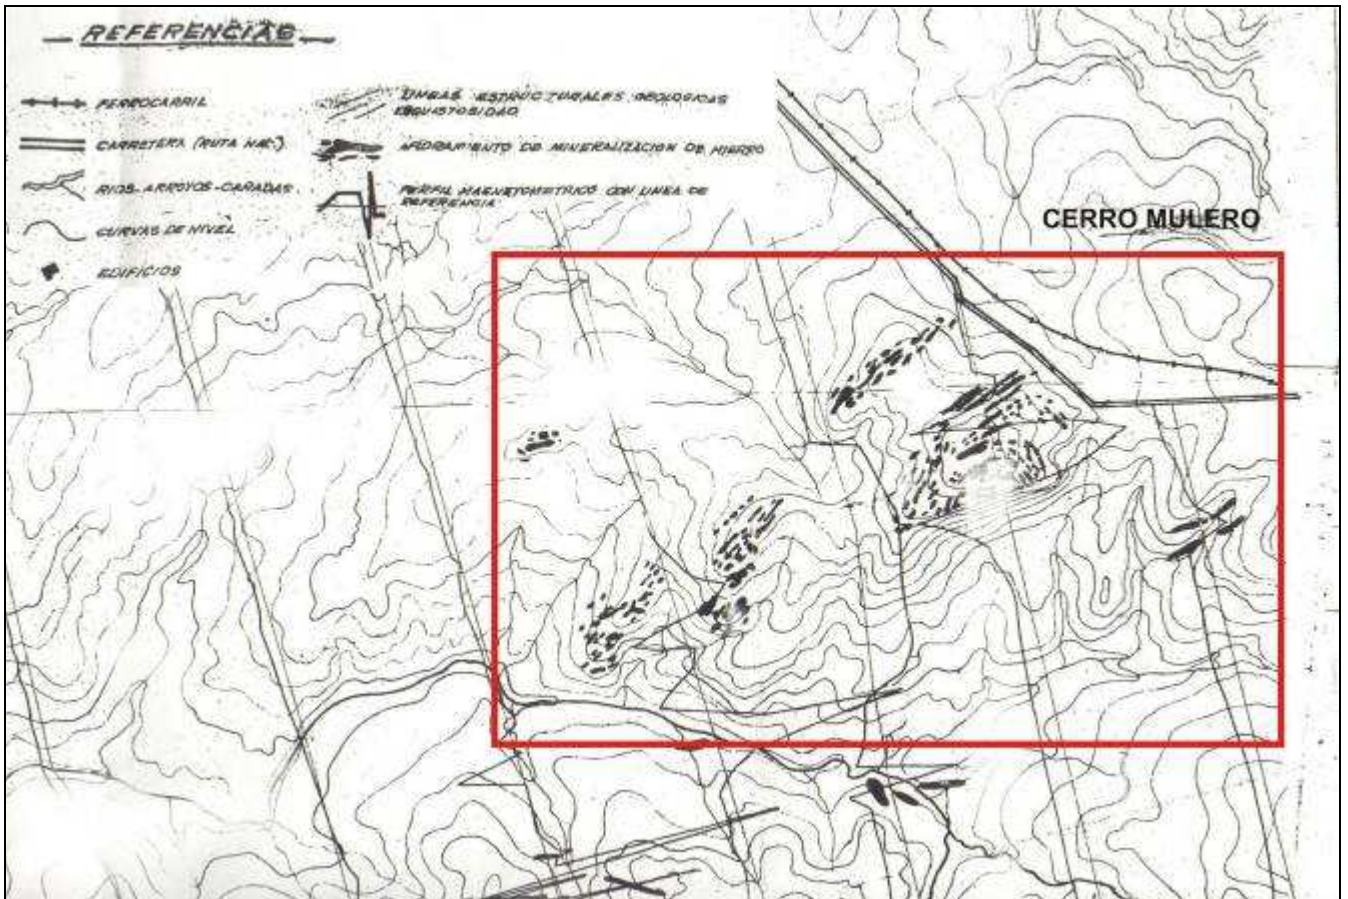 REFERENCIAS
FERROCARRIL
CARRETERA (RUTA NAC.)
RIOS-ARROYOS-CAÑADAS.
CURVAS DE NIVEL
EDIFICIOS
LINEAS ESTRUCTURALES GEOLOGICAS
ESQUISTOSIDAD
AFLORAMIENTO DE MINERALIZACION DE HIERRO
PERFIL MAGNETOMETRICO CON LINEA DE
REFERENCIA
CERRO MULERO